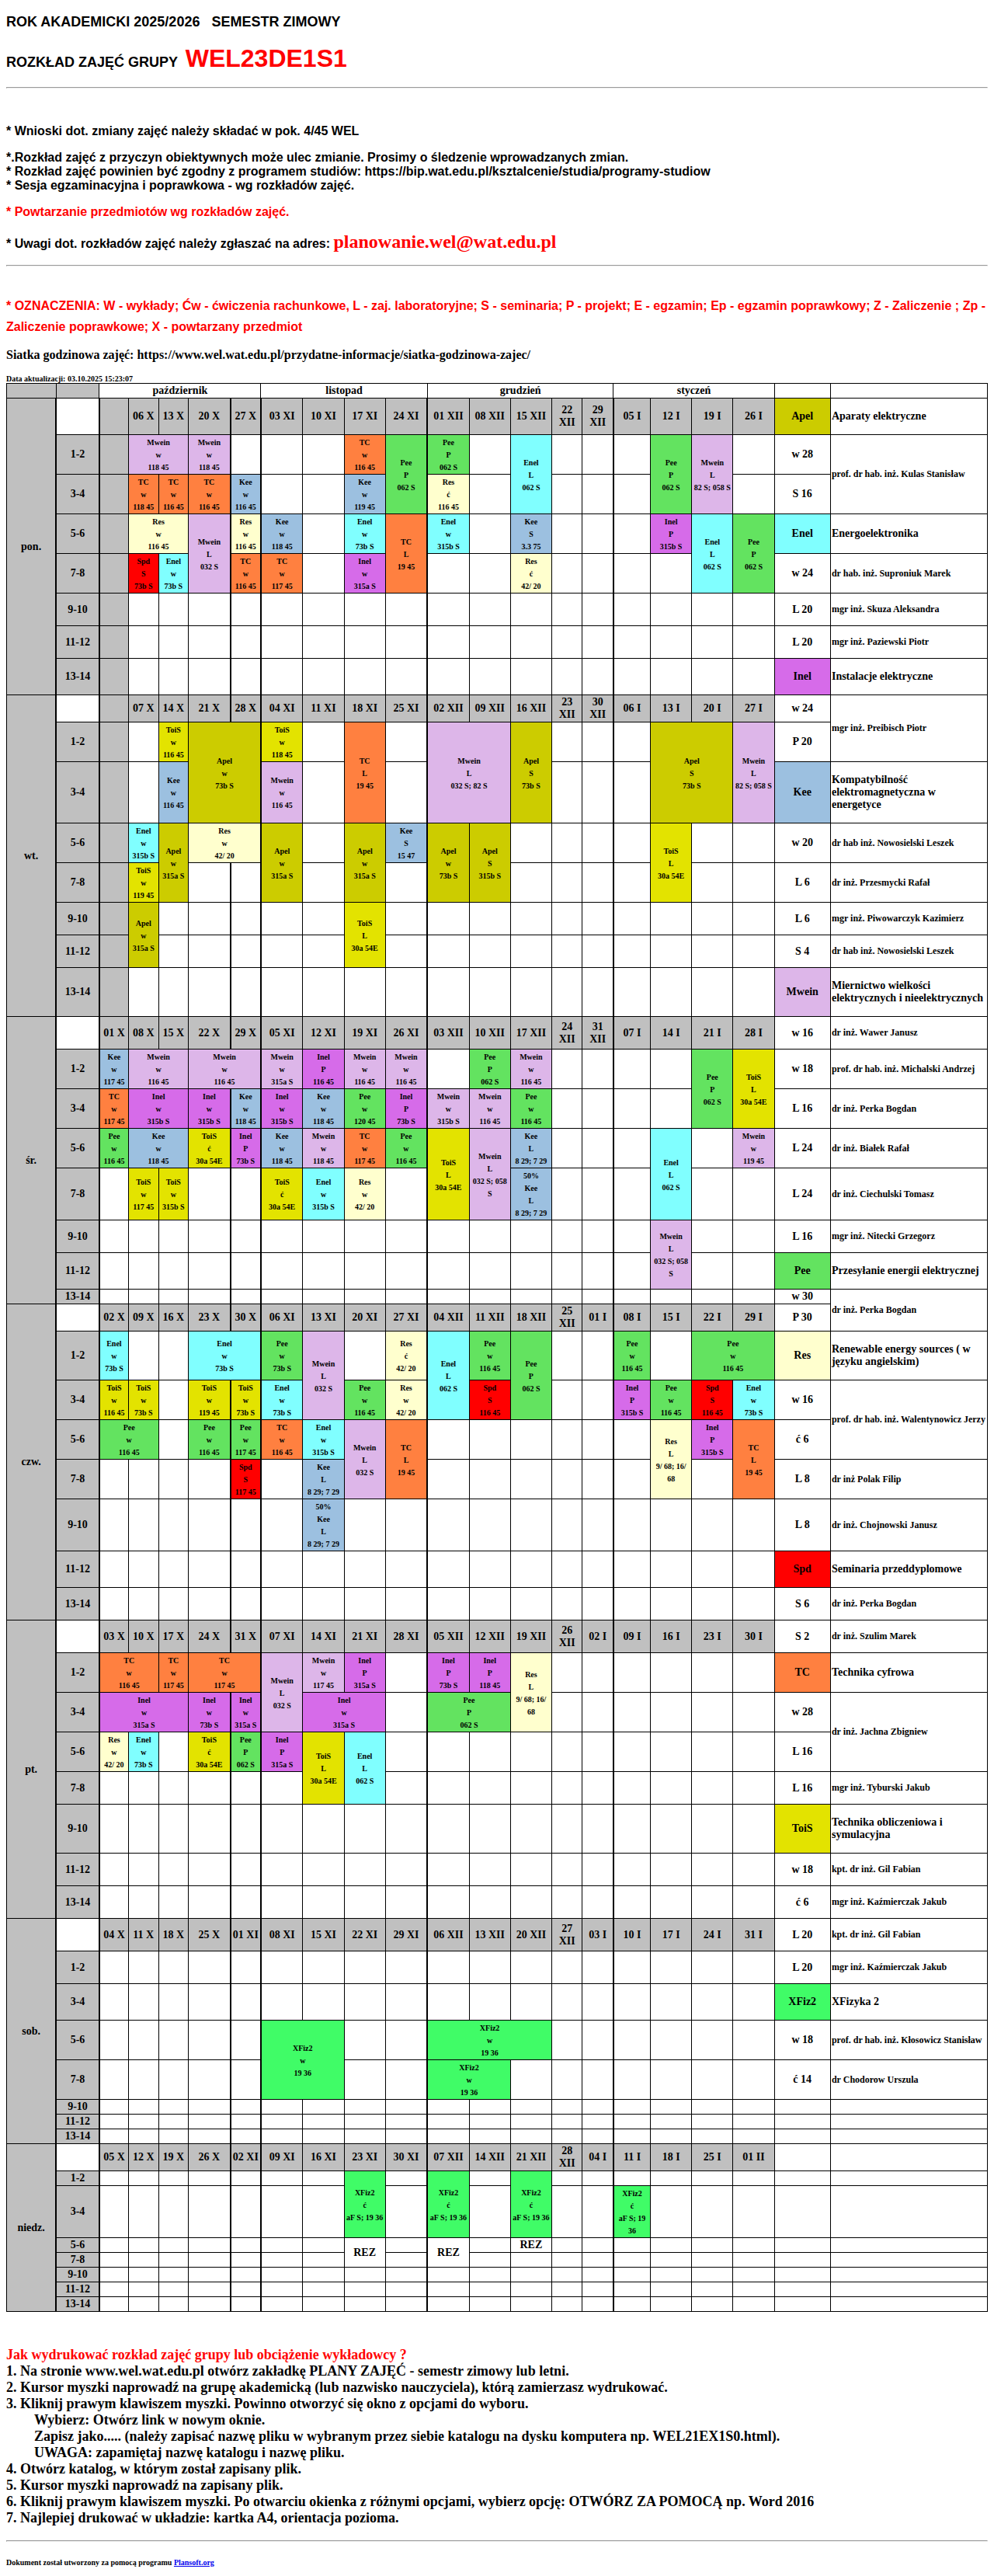 ROK AKADEMICKI 2025/2026 SEMESTR ZIMOWY
ROZKŁAD ZAJĘĆ GRUPY WEL23DE1S1
* Wnioski dot. zmiany zajęć należy składać w pok. 4/45 WEL
*.Rozkład zajęć z przyczyn obiektywnych może ulec zmianie. Prosimy o śledzenie wprowadzanych zmian.
* Rozkład zajęć powinien być zgodny z programem studiów: https://bip.wat.edu.pl/ksztalcenie/studia/programy-studiow
* Sesja egzaminacyjna i poprawkowa - wg rozkładów zajęć.
* Powtarzanie przedmiotów wg rozkładów zajęć.
* Uwagi dot. rozkładów zajęć należy zgłaszać na adres: planowanie.wel@wat.edu.pl
* OZNACZENIA: W - wykłady; Ćw - ćwiczenia rachunkowe, L - zaj. laboratoryjne; S - seminaria; P - projekt; E - egzamin; Ep - egzamin poprawkowy; Z - Zaliczenie ; Zp -
Zaliczenie poprawkowe; X - powtarzany przedmiot
Siatka godzinowa zajęć: https://www.wel.wat.edu.pl/przydatne-informacje/siatka-godzinowa-zajec/
Data aktualizacji: 03.10.2025 15:23:07
październik listopad grudzień styczeń
pon. 06 X 13 X 20 X 27 X 03 XI 10 XI 17 XI 24 XI 01 XII 08 XII 15 XII 22 XII 29 XII 05 I 12 I 19 I 26 I Apel Aparaty elektryczne
1-2 Mwein w 118 45 Mwein w 118 45 TC w 116 45 Pee P 062 S Pee P 062 S Enel L 062 S Pee P 062 S Mwein L 82 S; 058 S w 28 prof. dr hab. inż. Kulas Stanisław
3-4 TC w 118 45 TC w 116 45 TC w 116 45 Kee w 116 45 Kee w 119 45 Res ć 116 45 S 16
5-6 Res w 116 45 Mwein L 032 S Res w 116 45 Kee w 118 45 Enel w 73b S TC L 19 45 Enel w 315b S Kee S 3.3 75 Inel P 315b S Enel L 062 S Pee P 062 S Enel Energoelektronika
7-8 Spd S 73b S Enel w 73b S TC w 116 45 TC w 117 45 Inel w 315a S Res ć 42/ 20 w 24 dr hab. inż. Suproniuk Marek
9-10 L 20 mgr inż. Skuza Aleksandra
11-12 L 20 mgr inż. Paziewski Piotr
13-14 Inel Instalacje elektryczne
wt. 07 X 14 X 21 X 28 X 04 XI 11 XI 18 XI 25 XI 02 XII 09 XII 16 XII 23 XII 30 XII 06 I 13 I 20 I 27 I w 24 mgr inż. Preibisch Piotr
1-2 ToiS w 116 45 Apel w 73b S ToiS w 118 45 TC L 19 45 Mwein L 032 S; 82 S Apel S 73b S Apel S 73b S Mwein L 82 S; 058 S P 20
3-4 Kee w 116 45 Mwein w 116 45 Kee Kompatybilność elektromagnetyczna w energetyce
5-6 Enel w 315b S Apel w 315a S Res w 42/ 20 Apel w 315a S Apel w 315a S Kee S 15 47 Apel w 73b S Apel S 315b S ToiS L 30a 54E w 20 dr hab inż. Nowosielski Leszek
7-8 ToiS w 119 45 L 6 dr inż. Przesmycki Rafał
9-10 Apel w 315a S ToiS L 30a 54E L 6 mgr inż. Piwowarczyk Kazimierz
11-12 S 4 dr hab inż. Nowosielski Leszek
13-14 Mwein Miernictwo wielkości elektrycznych i nieelektrycznych
śr. 01 X 08 X 15 X 22 X 29 X 05 XI 12 XI 19 XI 26 XI 03 XII 10 XII 17 XII 24 XII 31 XII 07 I 14 I 21 I 28 I w 16 dr inż. Wawer Janusz
1-2 Kee w 117 45 Mwein w 116 45 Mwein w 116 45 Mwein w 315a S Inel P 116 45 Mwein w 116 45 Mwein w 116 45 Pee P 062 S Mwein w 116 45 Pee P 062 S ToiS L 30a 54E w 18 prof. dr hab. inż. Michalski Andrzej
3-4 TC w 117 45 Inel w 315b S Inel w 315b S Kee w 118 45 Inel w 315b S Kee w 118 45 Pee w 120 45 Inel P 73b S Mwein w 315b S Mwein w 116 45 Pee w 116 45 L 16 dr inż. Perka Bogdan
5-6 Pee w 116 45 Kee w 118 45 ToiS ć 30a 54E Inel P 73b S Kee w 118 45 Mwein w 118 45 TC w 117 45 Pee w 116 45 ToiS L 30a 54E Mwein L 032 S; 058 S Kee L 8 29; 7 29 Enel L 062 S Mwein w 119 45 L 24 dr inż. Białek Rafał
7-8 ToiS w 117 45 ToiS w 315b S ToiS ć 30a 54E Enel w 315b S Res w 42/ 20 50% Kee L 8 29; 7 29 L 24 dr inż. Ciechulski Tomasz
9-10 Mwein L 032 S; 058 S L 16 mgr inż. Nitecki Grzegorz
11-12 Pee Przesyłanie energii elektrycznej
13-14 w 30 dr inż. Perka Bogdan
czw. 02 X 09 X 16 X 23 X 30 X 06 XI 13 XI 20 XI 27 XI 04 XII 11 XII 18 XII 25 XII 01 I 08 I 15 I 22 I 29 I P 30
1-2 Enel w 73b S Enel w 73b S Pee w 73b S Mwein L 032 S Res ć 42/ 20 Enel L 062 S Pee w 116 45 Pee P 062 S Pee w 116 45 Pee w 116 45 Res Renewable energy sources ( w języku angielskim)
3-4 ToiS w 116 45 ToiS w 73b S ToiS w 119 45 ToiS w 73b S Enel w 73b S Pee w 116 45 Res w 42/ 20 Spd S 116 45 Inel P 315b S Pee w 116 45 Spd S 116 45 Enel w 73b S w 16 prof. dr hab. inż. Walentynowicz Jerzy
5-6 Pee w 116 45 Pee w 116 45 Pee w 117 45 TC w 116 45 Enel w 315b S Mwein L 032 S TC L 19 45 Res L 9/ 68; 16/ 68 Inel P 315b S TC L 19 45 ć 6
7-8 Spd S 117 45 Kee L 8 29; 7 29 L 8 dr inż Polak Filip
9-10 50% Kee L 8 29; 7 29 L 8 dr inż. Chojnowski Janusz
11-12 Spd Seminaria przeddyplomowe
13-14 S 6 dr inż. Perka Bogdan
pt. 03 X 10 X 17 X 24 X 31 X 07 XI 14 XI 21 XI 28 XI 05 XII 12 XII 19 XII 26 XII 02 I 09 I 16 I 23 I 30 I S 2 dr inż. Szulim Marek
1-2 TC w 116 45 TC w 117 45 TC w 117 45 Mwein L 032 S Mwein w 117 45 Inel P 315a S Inel P 73b S Inel P 118 45 Res L 9/ 68; 16/ 68 TC Technika cyfrowa
3-4 Inel w 315a S Inel w 73b S Inel w 315a S Inel w 315a S Pee P 062 S w 28 dr inż. Jachna Zbigniew
5-6 Res w 42/ 20 Enel w 73b S ToiS ć 30a 54E Pee P 062 S Inel P 315a S ToiS L 30a 54E Enel L 062 S L 16
7-8 L 16 mgr inż. Tyburski Jakub
9-10 ToiS Technika obliczeniowa i symulacyjna
11-12 w 18 kpt. dr inż. Gil Fabian
13-14 ć 6 mgr inż. Kaźmierczak Jakub
sob. 04 X 11 X 18 X 25 X 01 XI 08 XI 15 XI 22 XI 29 XI 06 XII 13 XII 20 XII 27 XII 03 I 10 I 17 I 24 I 31 I L 20 kpt. dr inż. Gil Fabian
1-2 L 20 mgr inż. Kaźmierczak Jakub
3-4 XFiz2 XFizyka 2
5-6 XFiz2 w 19 36 XFiz2 w 19 36 w 18 prof. dr hab. inż. Kłosowicz Stanisław
7-8 XFiz2 w 19 36 ć 14 dr Chodorow Urszula
9-10
11-12
13-14
niedz. 05 X 12 X 19 X 26 X 02 XI 09 XI 16 XI 23 XI 30 XI 07 XII 14 XII 21 XII 28 XII 04 I 11 I 18 I 25 I 01 II
1-2 XFiz2 ć aF S; 19 36 XFiz2 ć aF S; 19 36 XFiz2 ć aF S; 19 36
3-4 XFiz2 ć aF S; 19 36
5-6 REZ REZ REZ
7-8
9-10
11-12
13-14
Jak wydrukować rozkład zajęć grupy lub obciążenie wykładowcy ?
1. Na stronie www.wel.wat.edu.pl otwórz zakładkę PLANY ZAJĘĆ - semestr zimowy lub letni.
2. Kursor myszki naprowadź na grupę akademicką (lub nazwisko nauczyciela), którą zamierzasz wydrukować.
3. Kliknij prawym klawiszem myszki. Powinno otworzyć się okno z opcjami do wyboru.
Wybierz: Otwórz link w nowym oknie.
Zapisz jako..... (należy zapisać nazwę pliku w wybranym przez siebie katalogu na dysku komputera np. WEL21EX1S0.html).
UWAGA: zapamiętaj nazwę katalogu i nazwę pliku.
4. Otwórz katalog, w którym został zapisany plik.
5. Kursor myszki naprowadź na zapisany plik.
6. Kliknij prawym klawiszem myszki. Po otwarciu okienka z różnymi opcjami, wybierz opcję: OTWÓRZ ZA POMOCĄ np. Word 2016
7. Najlepiej drukować w układzie: kartka A4, orientacja pozioma.
Dokument został utworzony za pomocą programu Plansoft.org